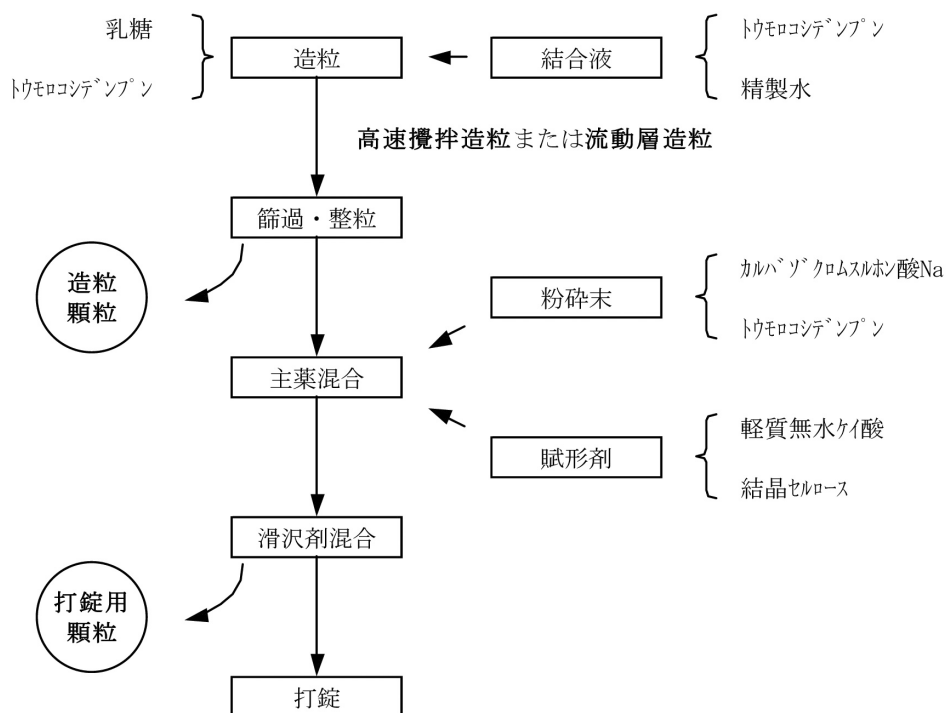 乳糖
ﾄｳﾓﾛｺｼﾃﾞﾝﾌﾟﾝ
造粒
結合液
ﾄｳﾓﾛｺｼﾃﾞﾝﾌﾟﾝ
精製水
高速攪拌造粒または流動層造粒
篩過・整粒
造粒
顆粒
粉砕末
ｶﾙﾊﾞｿﾞｸﾛﾑｽﾙﾎﾝ酸Na
ﾄｳﾓﾛｺｼﾃﾞﾝﾌﾟﾝ
主薬混合
賦形剤
軽質無水ｹｲ酸
結晶ｾﾙﾛｰｽ
滑沢剤混合
打錠用
顆粒
打錠